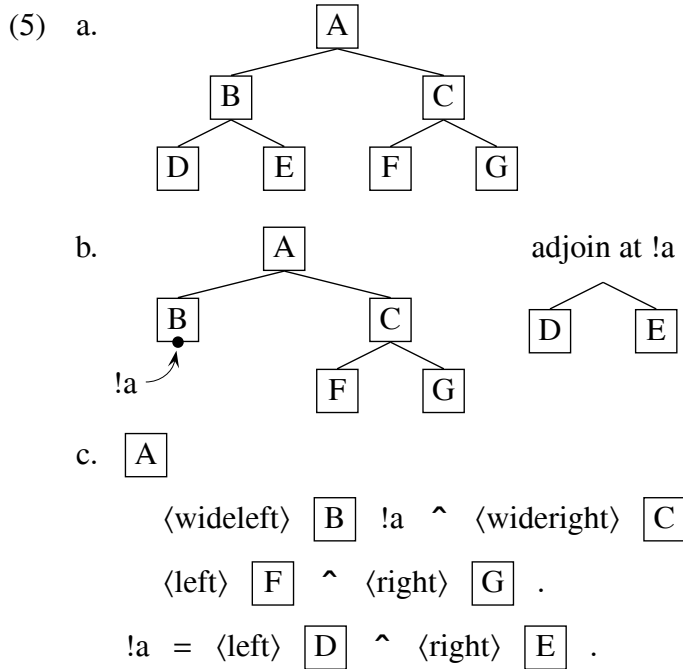 (5) a. A
B C
D E F G
b. A adjoin at !a
B C D E
!a F G
c. A
⟨wideleft⟩ B !a ^ ⟨wideright⟩ C
⟨left⟩ F ^ ⟨right⟩ G .
!a = ⟨left⟩ D ^ ⟨right⟩ E .